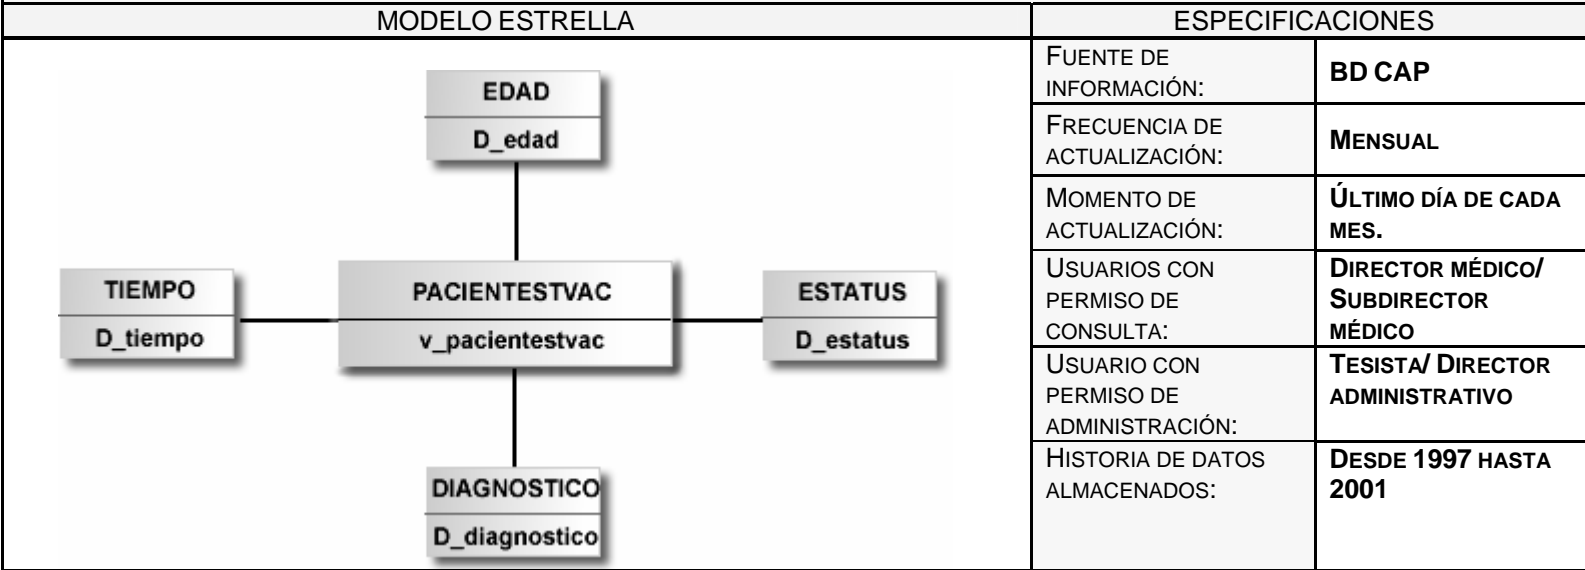 MODELO ESTRELLA
ESPECIFICACIONES
EDAD
D_edad
TIEMPO
D_tiempo
PACIENTESTVAC
v_pacientestvac
ESTATUS
D_estatus
DIAGNOSTICO
D_diagnostico
FUENTE DE
INFORMACIÓN:
BD CAP
FRECUENCIA DE
ACTUALIZACIÓN:
MENSUAL
MOMENTO DE
ACTUALIZACIÓN:
ÚLTIMO DÍA DE CADA
MES.
USUARIOS CON
PERMISO DE
CONSULTA:
DIRECTOR MÉDICO/
SUBDIRECTOR
MÉDICO
USUARIO CON
PERMISO DE
ADMINISTRACIÓN:
TESISTA/ DIRECTOR
ADMINISTRATIVO
HISTORIA DE DATOS
ALMACENADOS:
DESDE 1997 HASTA
2001